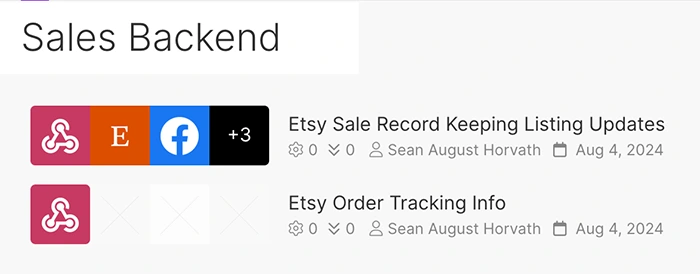 Sales Backend
E
+3
Etsy Sale Record Keeping Listing Updates
0 0 Sean August Horvath Aug 4, 2024
Etsy Order Tracking Info
0 0 Sean August Horvath Aug 4, 2024